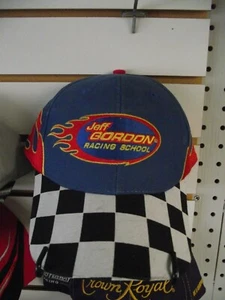 Jeff
GORDON
RACING SCHOOL
Crown Royal